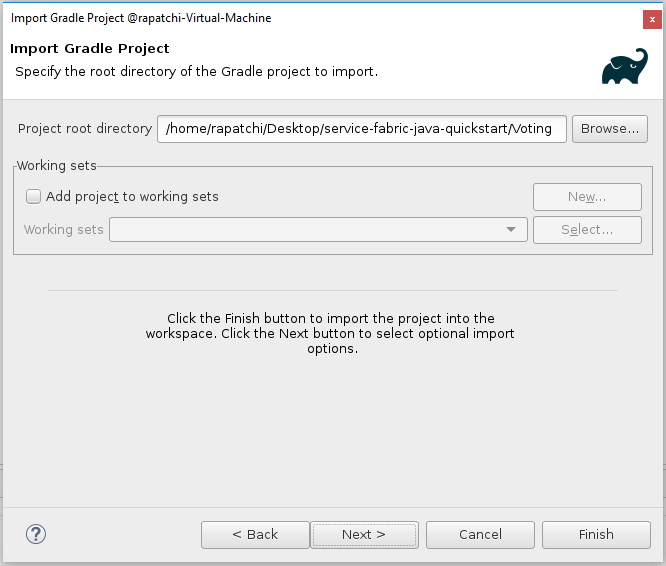 Import Gradle Project @rapatchi-Virtual-Machine
x
Import Gradle Project
Specify the root directory of the Gradle project to import.
Project root directory /home/rapatchi/Desktop/service-fabric-java-quickstart/Voting Browse...
Working sets
Add project to working sets New...
Working sets Select...
Click the Finish button to import the project into the
workspace. Click the Next button to select optional import
options.
? < Back Next > Cancel Finish